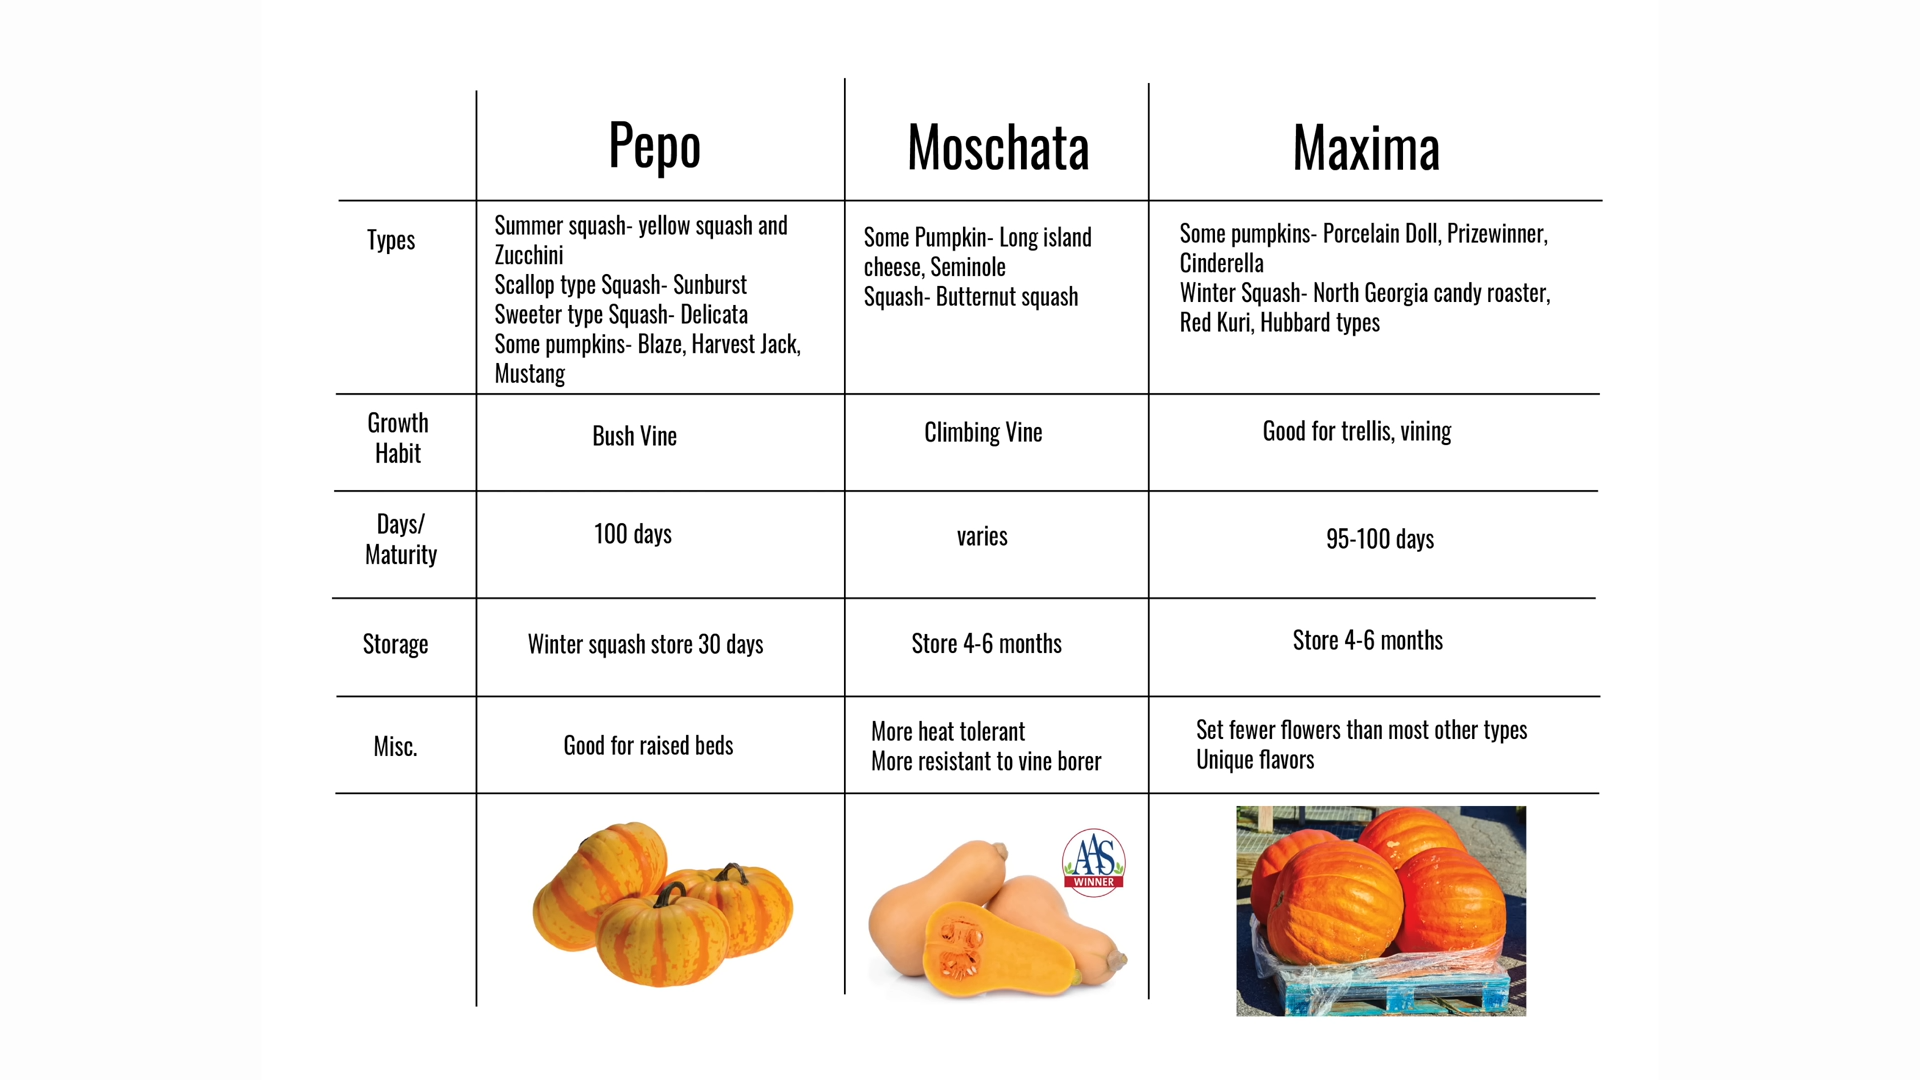 Pepo
Moschata
Maxima
Types
Summer squash- yellow squash and
Zucchini
Scallop type Squash- Sunburst
Sweeter type Squash- Delicata
Some pumpkins- Blaze, Harvest Jack,
Mustang
Some Pumpkin- Long island
cheese, Seminole
Squash- Butternut squash
Some pumpkins- Porcelain Doll, Prizewinner,
Cinderella
Winter Squash- North Georgia candy roaster,
Red Kuri, Hubbard types
Growth
Habit
Bush Vine
Climbing Vine
Good for trellis, vining
Days/
Maturity
100 days
varies
95-100 days
Storage
Winter squash store 30 days
Store 4-6 months
Store 4-6 months
Misc.
Good for raised beds
More heat tolerant
More resistant to vine borer
Set fewer flowers than most other types
Unique flavors
AAS
WINNER